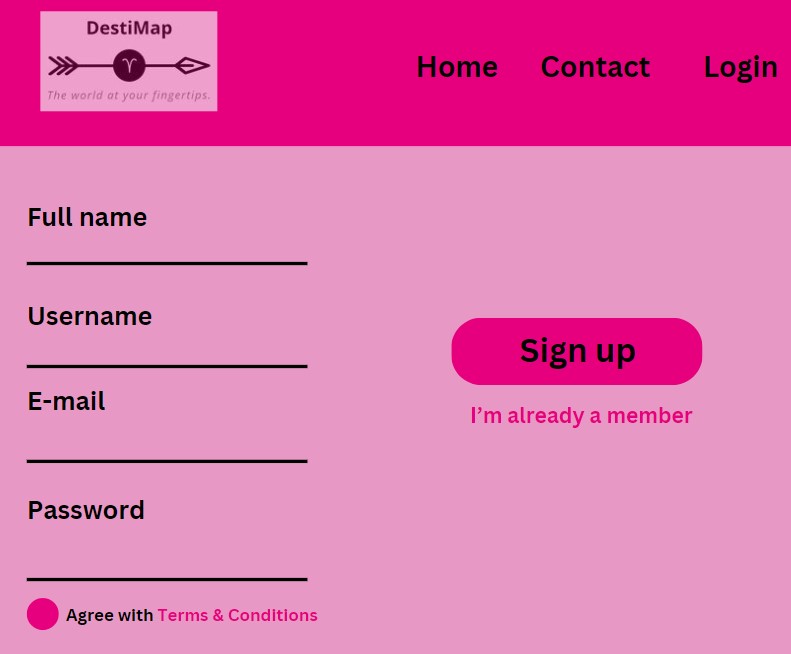 DestiMap
The world at your fingertips.
Home Contact Login
Full name
Username
E-mail
Password
Agree with Terms & Conditions
Sign up
I’m already a member